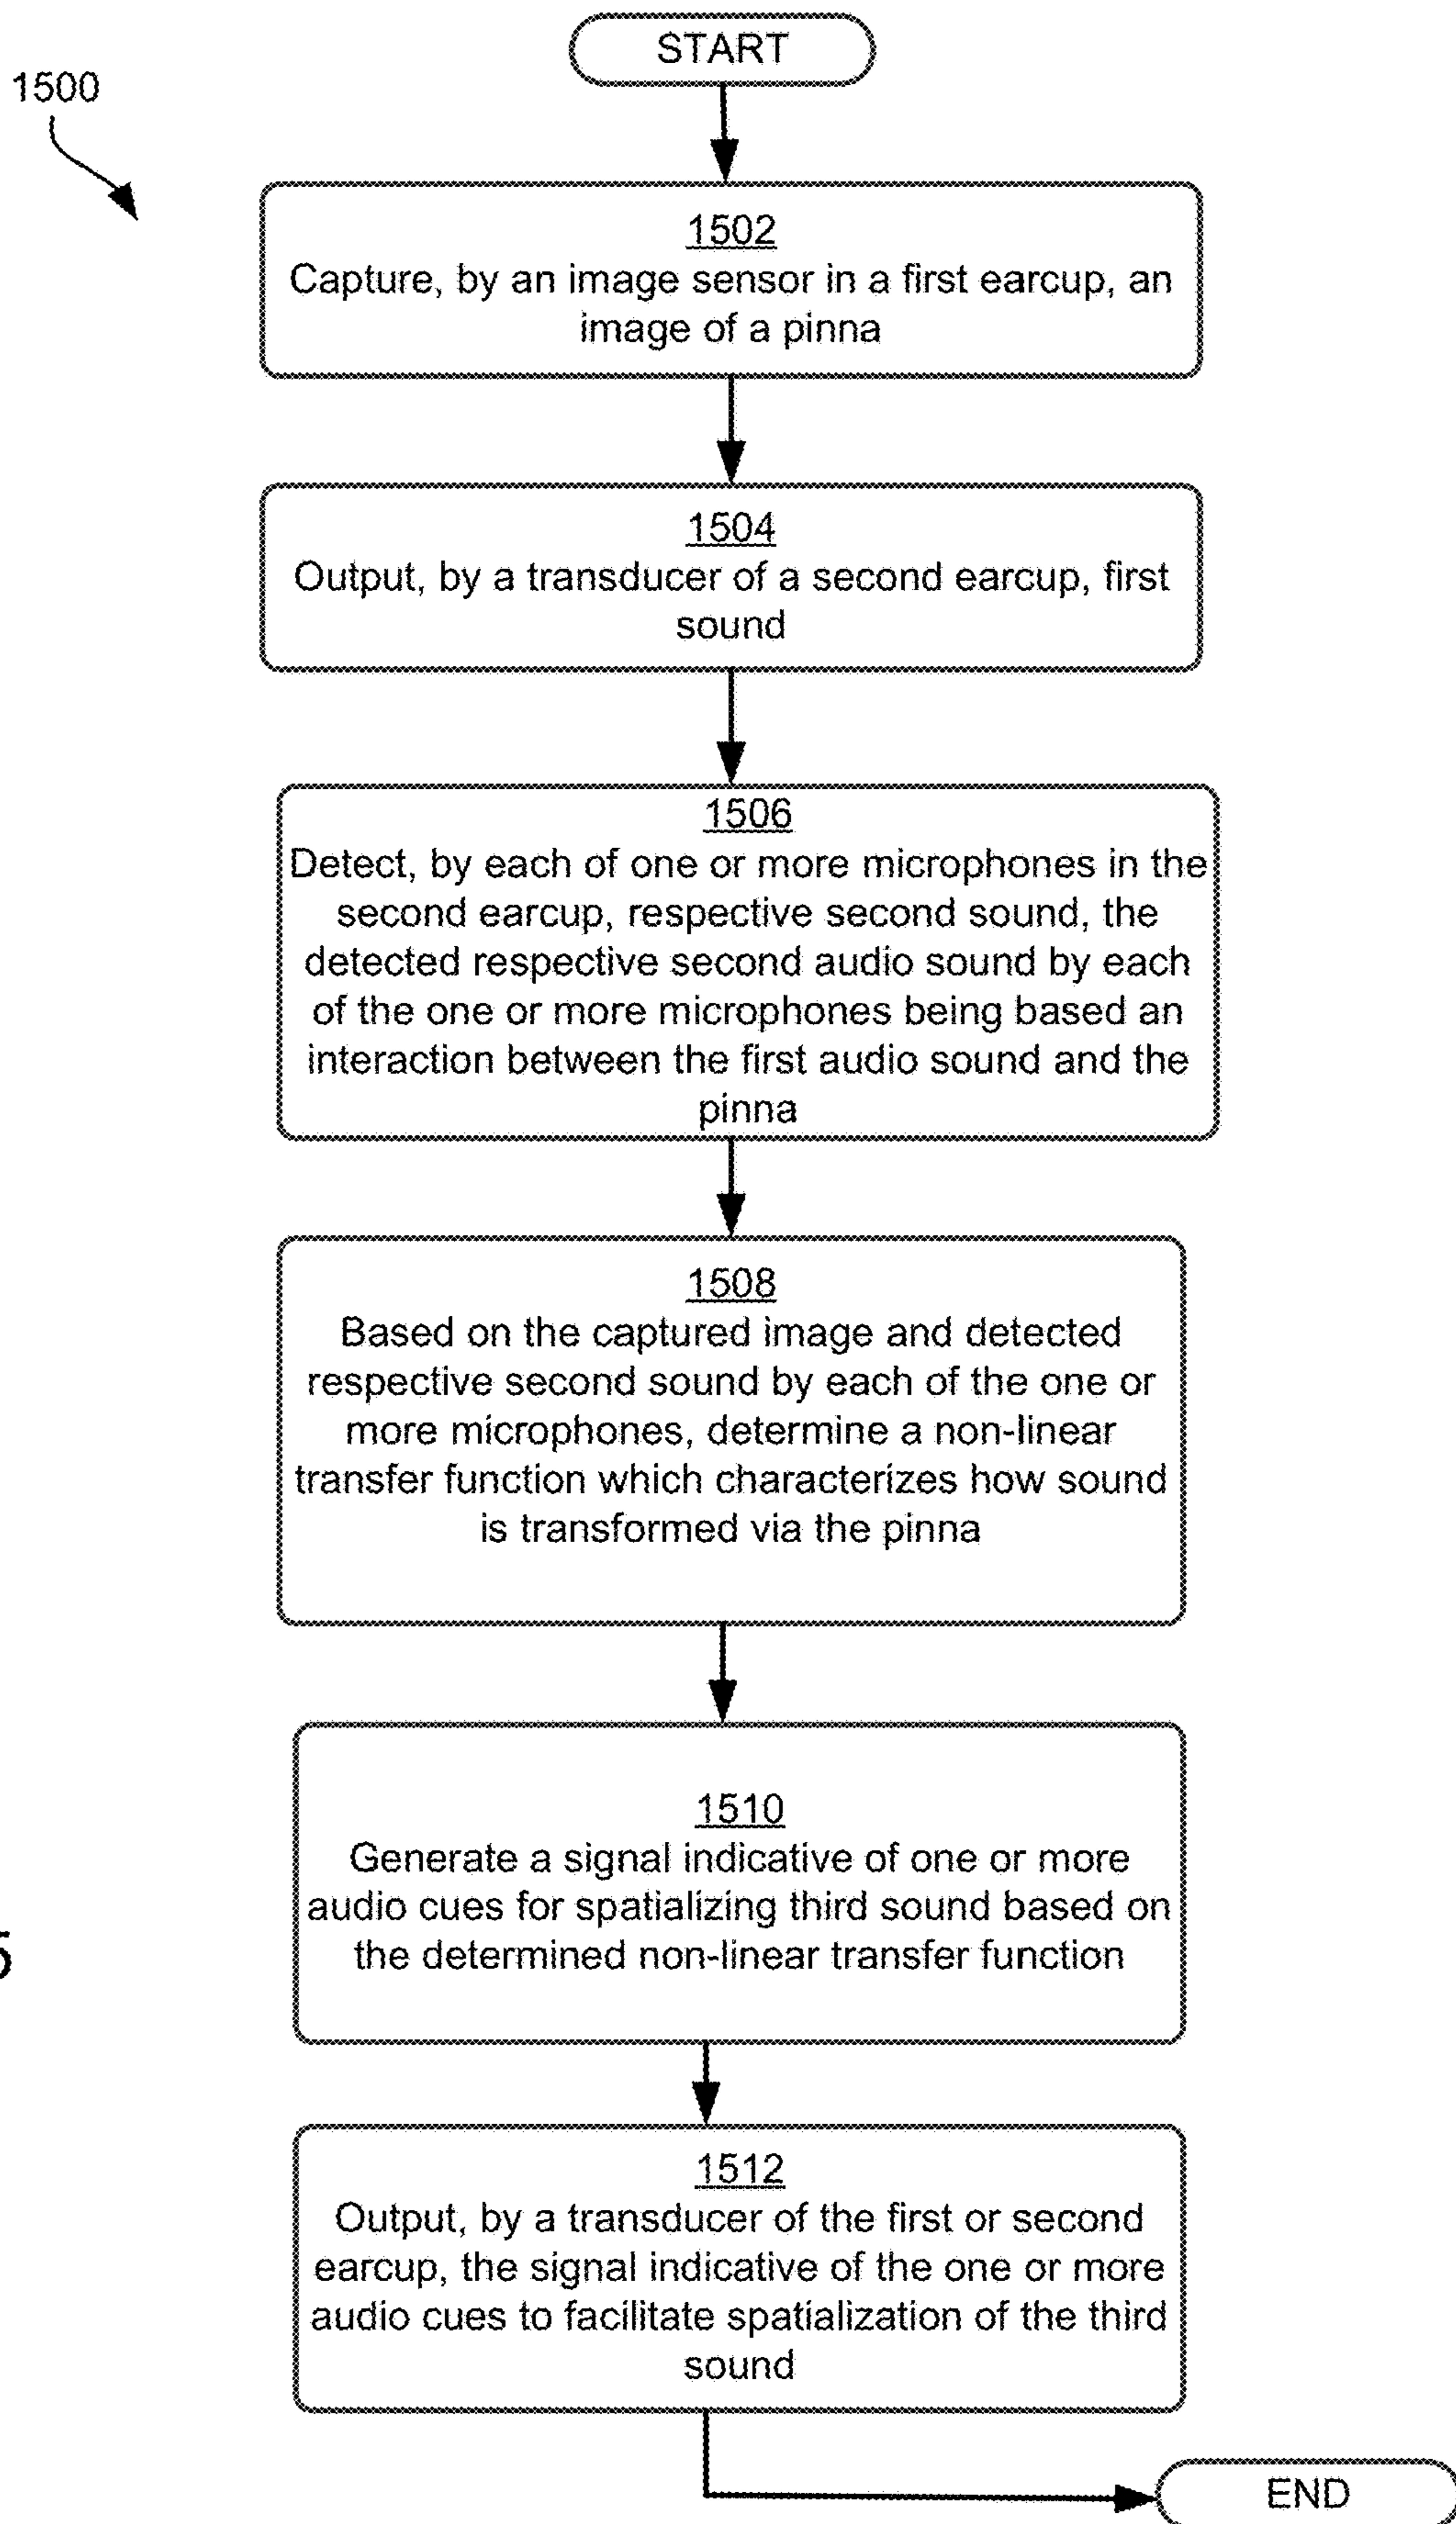 START
1500
1502
Capture, by an image sensor in a first earcup, an
image of a pinna
1504
Output, by a transducer of a second earcup, first
sound
1506
Detect, by each of one or more microphones in the
second earcup, respective second sound, the
detected respective second audio sound by each
of the one or more microphones being based an
interaction between the first audio sound and the
pinna
1508
Based on the captured image and detected
respective second sound by each of the one or
more microphones, determine a non-linear
transfer function which characterizes how sound
is transformed via the pinna
1510
Generate a signal indicative of one or more
audio cues for spatializing third sound based on
the determined non-linear transfer function
5
1512
Output, by a transducer of the first or second
earcup, the signal indicative of the one or more
audio cues to facilitate spatialization of the third
sound
END